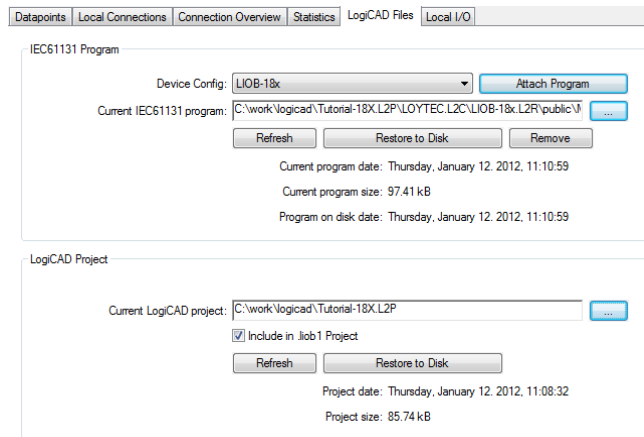 Datapoints Local Connections Connection Overview Statistics LogiCAD Files Local I/O
IEC61131 Program
Device Config: LIOB-18x Attach Program
Current IEC61131 program: C:\work\logicad\Tutorial-18X.L2P\LOYTEC.L2C\LIOB-18x.L2R\public\ ...
Refresh Restore to Disk Remove
Current program date: Thursday, January 12. 2012, 11:10:59
Current program size: 97.41 kB
Program on disk date: Thursday, January 12. 2012, 11:10:59
LogiCAD Project
Current LogiCAD project: C:\work\logicad\Tutorial-18X.L2P ...
Include in .liob1 Project
Refresh Restore to Disk
Project date: Thursday, January 12. 2012, 11:08:32
Project size: 85.74 kB